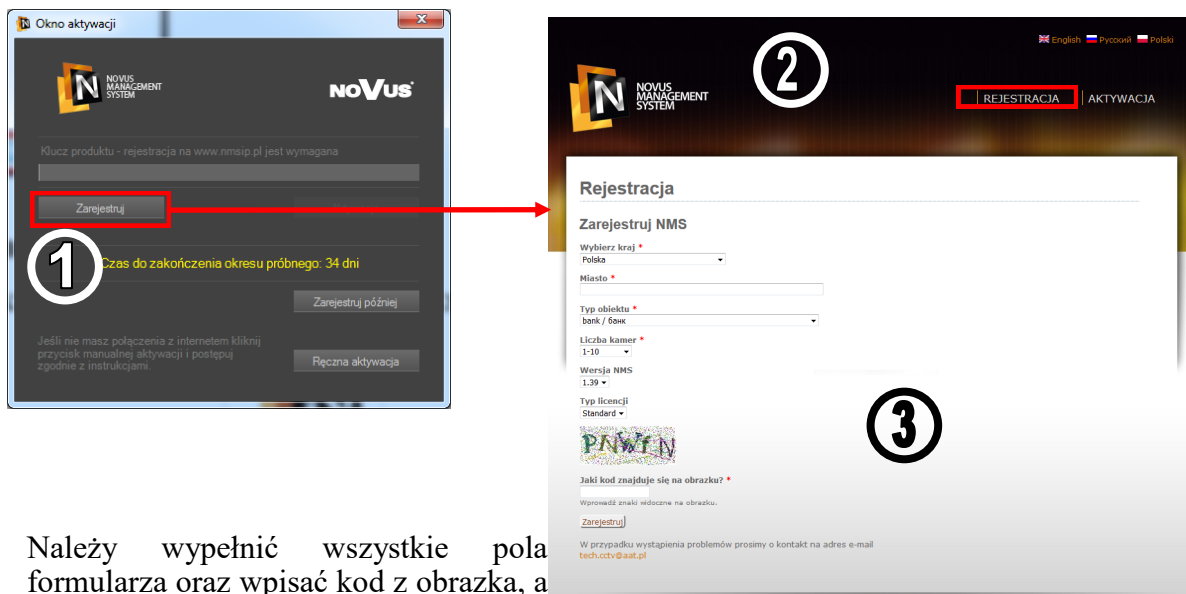 Okno aktywacji
NOVUS
MANAGEMENT
SYSTEM
NOVUS
Klucz produktu - rejestracja na www.nmsip.pl jest wymagana
Zarejestruj
1
Czas do zakończenia okresu próbnego: 34 dni
Zarejestruj później
Jeśli nie masz połączenia z internetem kliknij
przycisk manualnej aktywacji i postępuj
zgodnie z instrukcjami.
Ręczna aktywacja
English Русский Polski
2
NOVUS
MANAGEMENT
SYSTEM
REJESTRACJA AKTYWACJA
Rejestracja
Zarejestruj NMS
Wybierz kraj *
Polska
Miasto *
Typ obiektu *
bank / банк
Liczba kamer *
1-10
Wersja NMS
1.39
Typ licencji
Standard
3
Jaki kod znajduje się na obrazku? *
Wprowadź znaki widoczne na obrazku.
Zarejestruj
W przypadku wystąpienia problemów prosimy o kontakt na adres e-mail
tech.cctv@aat.pl
Należy wypełnić wszystkie pola
formularza oraz wpisać kod z obrazka, a